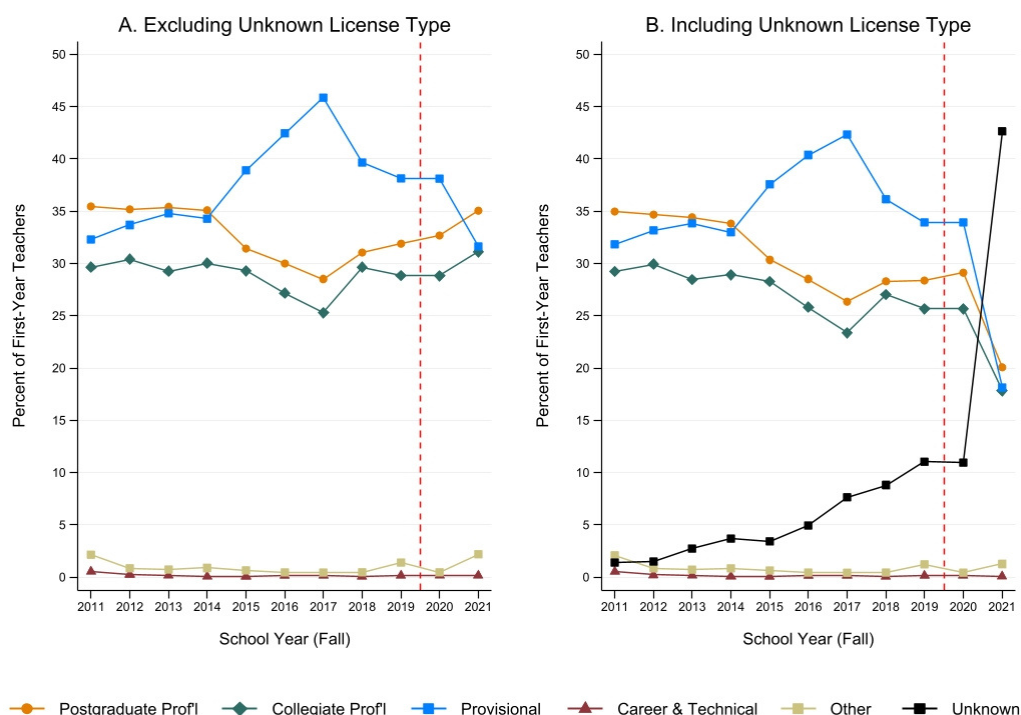 A. Excluding Unknown License Type
Percent of First-Year Teachers
50
45
40
35
30
25
20
15
10
5
0
2011 2012 2013 2014 2015 2016 2017 2018 2019 2020 2021
School Year (Fall)
B. Including Unknown License Type
Percent of First-Year Teachers
50
45
40
35
30
25
20
15
10
5
0
2011 2012 2013 2014 2015 2016 2017 2018 2019 2020 2021
School Year (Fall)
Postgraduate Prof'l Collegiate Prof'l Provisional Career & Technical Other Unknown